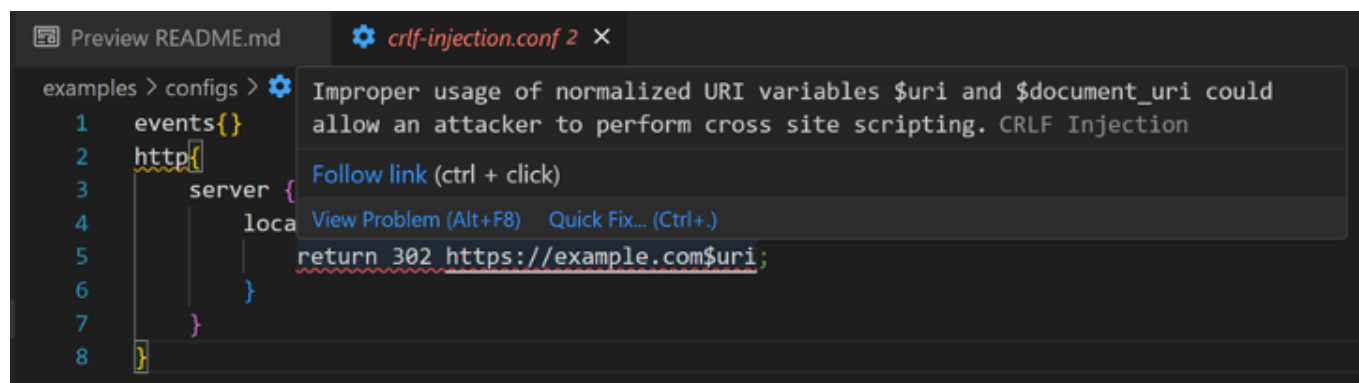 Preview README.md crlf-injection.conf 2
examples > configs >
Improper usage of normalized URI variables $uri and $document_uri could
allow an attacker to perform cross site scripting. CRLF Injection
Follow link (ctrl + click)
View Problem (Alt+F8) Quick Fix... (Ctrl+.)
1 events{}
2 http{
3 server {
4 loca
5 return 302 https://example.com$uri;
6 }
7 }
8 }